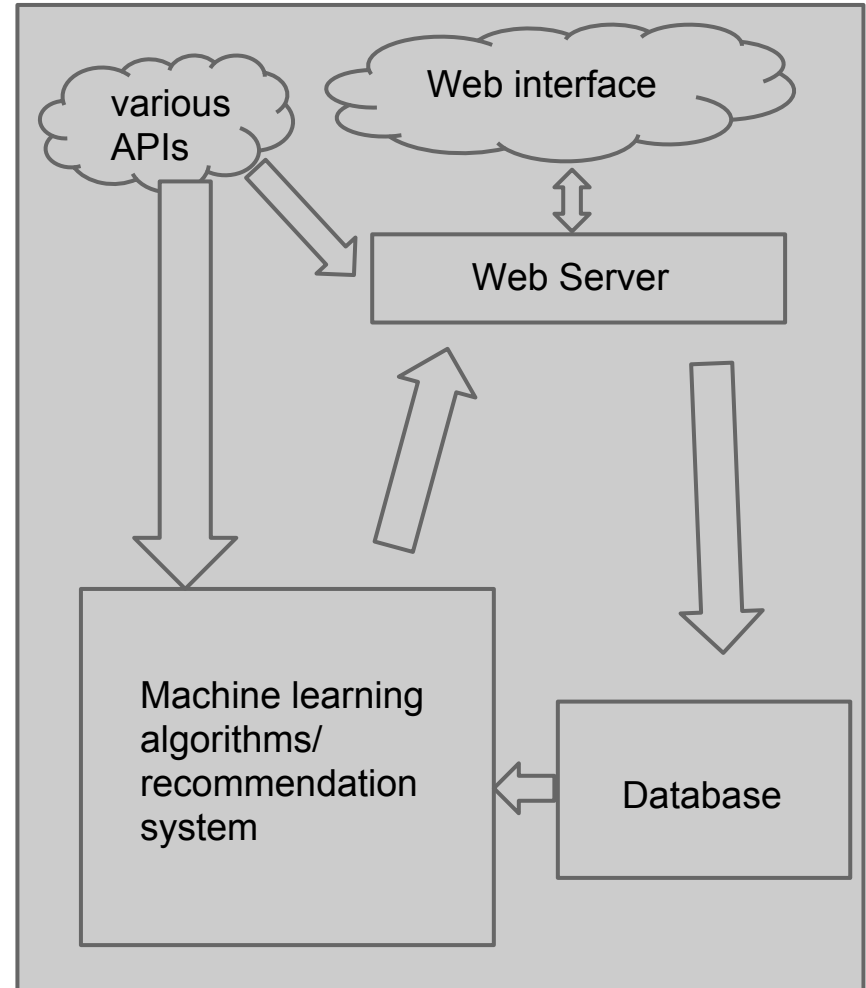 various
APIs
Web interface
Web Server
Machine learning
algorithms/
recommendation
system
Database